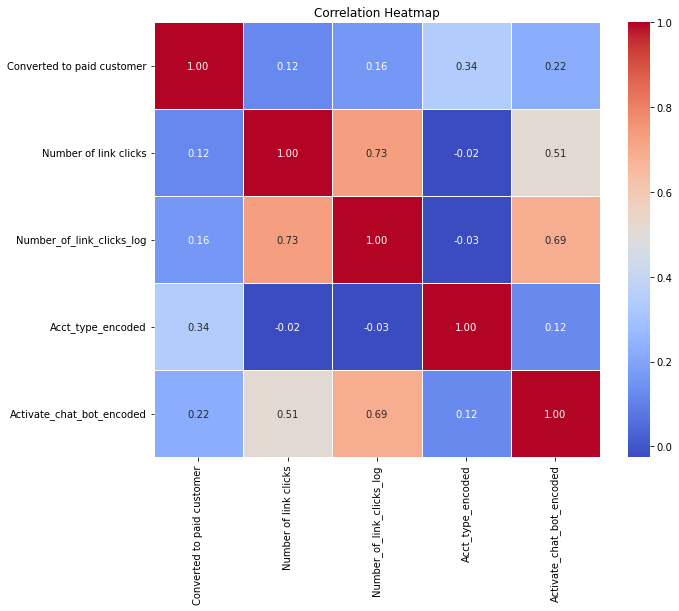 Correlation Heatmap
Converted to paid customer
1.00 0.12 0.16 0.34 0.22
Number of link clicks
0.12 1.00 0.73 -0.02 0.51
Number_of_link_clicks_log
0.16 0.73 1.00 -0.03 0.69
Acct_type_encoded
0.34 -0.02 -0.03 1.00 0.12
Activate_chat_bot_encoded
0.22 0.51 0.69 0.12 1.00
Converted to paid customer
Number of link clicks
Number_of_link_clicks_log
Acct_type_encoded
Activate_chat_bot_encoded
1.0
0.8
0.6
0.4
0.2
0.0